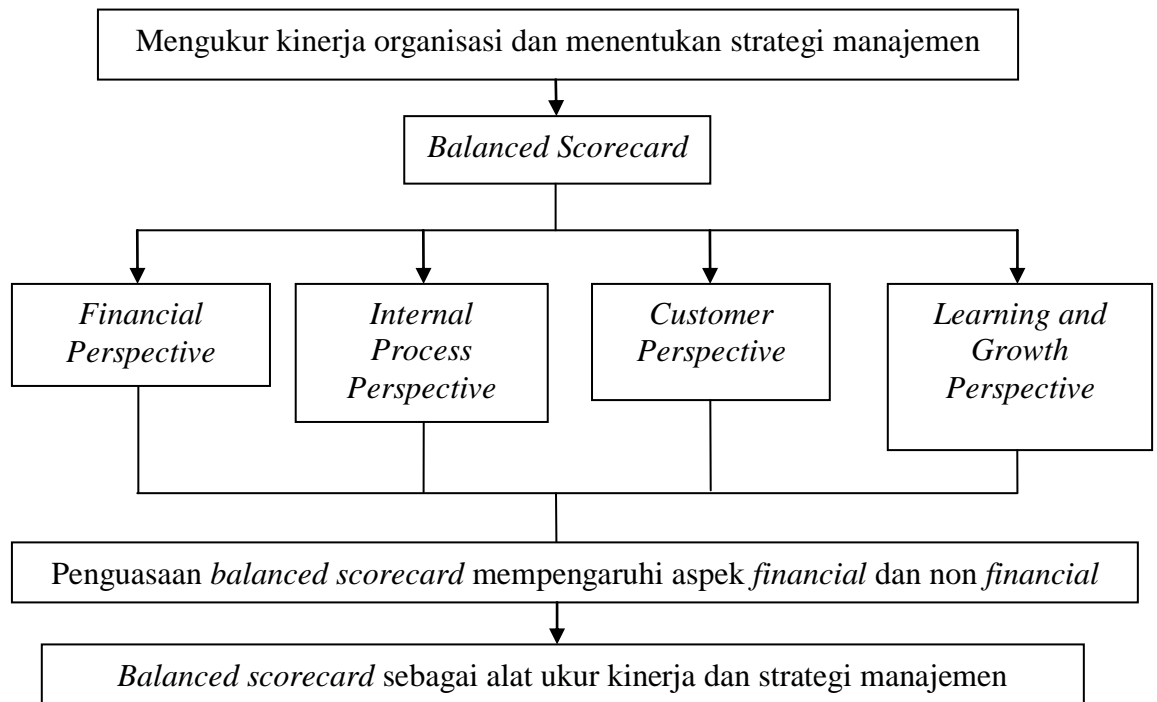 Mengukur kinerja organisasi dan menentukan strategi manajemen
Balanced Scorecard
Financial
Perspective
Internal
Process
Perspective
Customer
Perspective
Learning and
Growth
Perspective
Penguasaan balanced scorecard mempengaruhi aspek financial dan non financial
Balanced scorecard sebagai alat ukur kinerja dan strategi manajemen